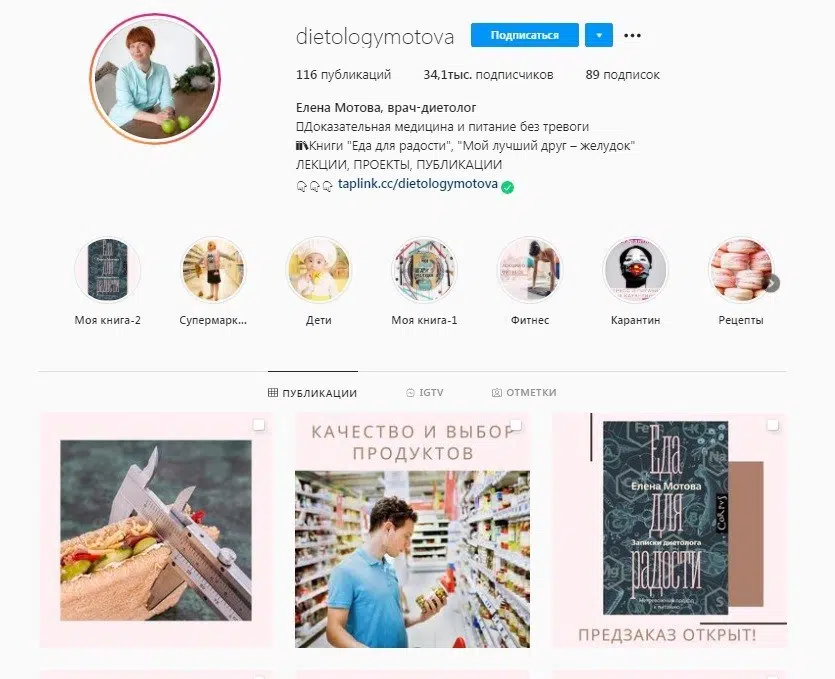 dietologymotova Подписаться
116 публикаций 34,1тыс. подписчиков 89 подписок
Елена Мотова, врач-диетолог
Доказательная медицина и питание без тревоги
Книги "Еда для радости", "Мой лучший друг – желудок"
ЛЕКЦИИ, ПРОЕКТЫ, ПУБЛИКАЦИИ
taplink.cc/dietologymotova
Моя книга-2 Супермарк... Дети Моя книга-1 Фитнес Карантин Рецепты
ПУБЛИКАЦИИ IGTV ОТМЕТКИ
КАЧЕСТВО И ВЫБОР
ПРОДУКТОВ
Еда
Елена Мотова
для
Записки диетолога
радости
Corpus
ПРЕДЗАКАЗ ОТКРЫТ!